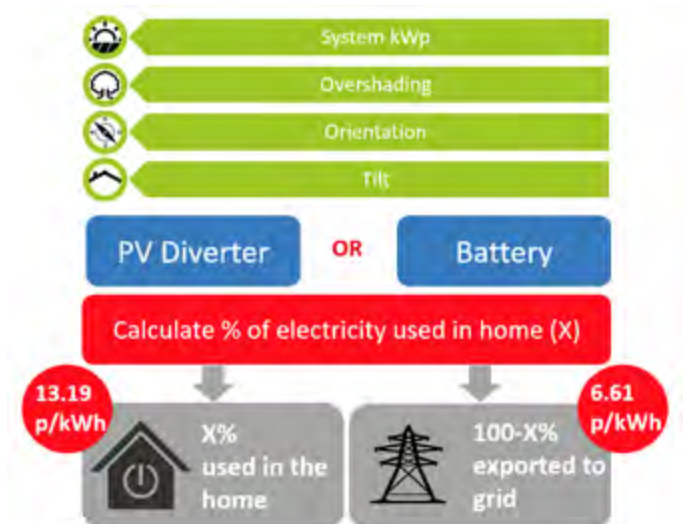 System kWp
Overshading
Orientation
Tilt
PV Diverter
OR
Battery
Calculate % of electricity used in home (X)
13.19
p/kWh
6.61
p/kWh
X%
used in the
home
100-X%
exported to
grid